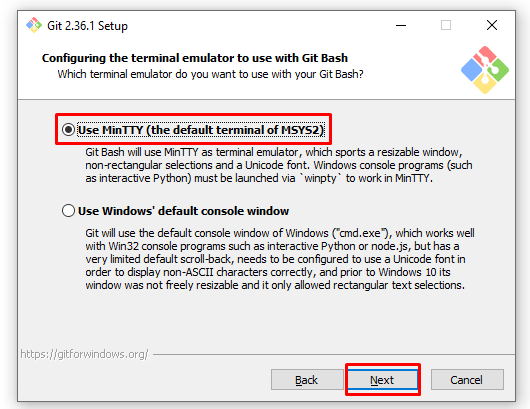 Git 2.36.1 Setup
Configuring the terminal emulator to use with Git Bash
Which terminal emulator do you want to use with your Git Bash?
Use MinTTY (the default terminal of MSYS2)
Git Bash will use MinTTY as terminal emulator, which sports a resizable window,
non-rectangular selections and a Unicode font. Windows console programs (such
as interactive Python) must be launched via `winpty` to work in MinTTY.
Use Windows' default console window
Git will use the default console window of Windows ("cmd.exe"), which works well
with Win32 console programs such as interactive Python or node.js, but has a
very limited default scroll-back, needs to be configured to use a Unicode font in
order to display non-ASCII characters correctly, and prior to Windows 10 its
window was not freely resizable and it only allowed rectangular text selections.
https://gitforwindows.org/
Back
Next
Cancel